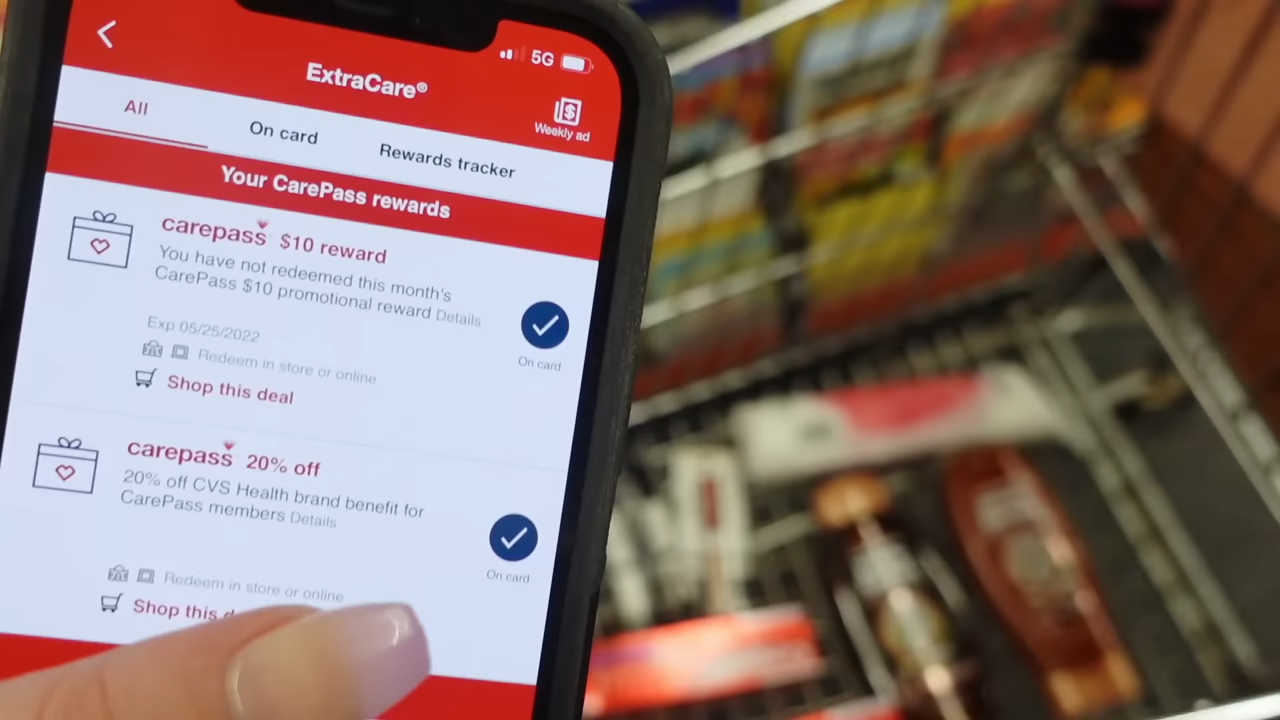 5G
ExtraCare®
Weekly ad
All
On card
Rewards tracker
Your CarePass rewards
carepass $10 reward
You have not redeemed this month's
CarePass $10 promotional reward Details
Exp 05/25/2022
Redeem in store or online
On card
Shop this deal
carepass 20% off
20% off CVS Health brand benefit for
CarePass members Details
On card
Redeem in store or online
Shop this